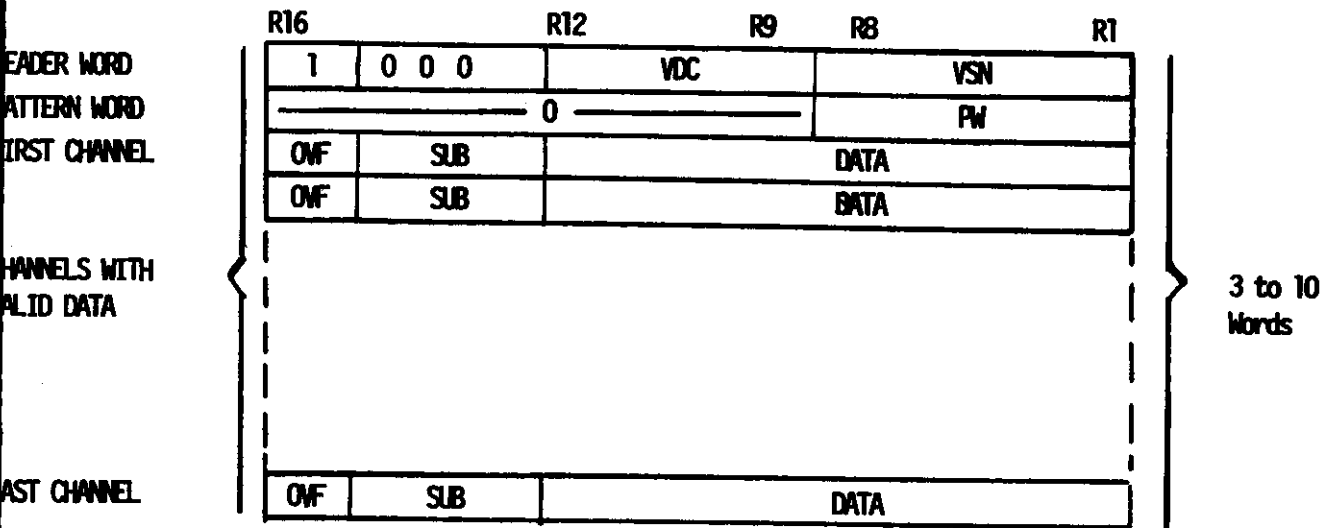 R16 R12 R9 R8 R1
EADER WORD 1 0 0 0 VDC VSN
ATTERN WORD 0 PW
IRST CHANNEL OVF SUB DATA
OVF SUB DATA
HANNELS WITH
ALID DATA
3 to 10
Words
AST CHANNEL OVF SUB DATA